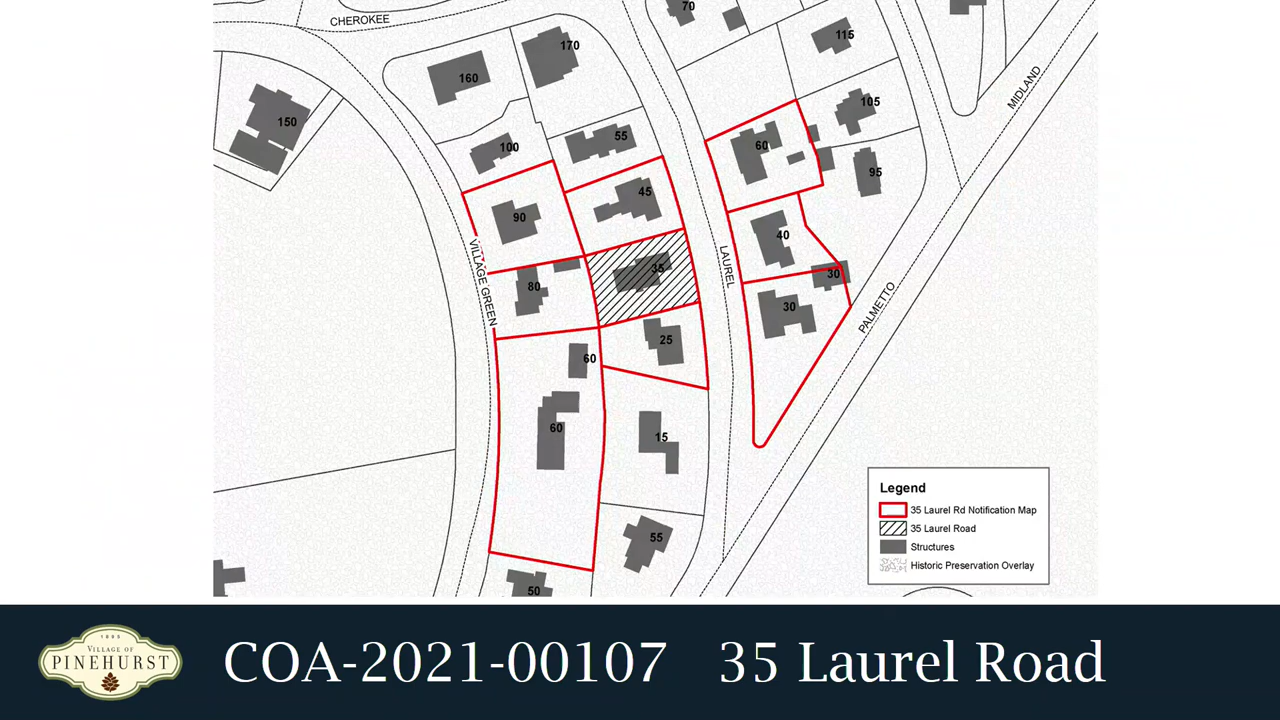 CHEROKEE
70
115
170
160
MIDLAND
150
105
55
60
100
95
45
90
40
VILLAGE GREEN
LAUREL
35
30
80
30
PALMETTO
25
60
60
15
Legend
35 Laurel Rd Notification Map
35 Laurel Road
Structures
Historic Preservation Overlay
55
50
1895
VILLAGE OF
PINEHURST
COA-2021-00107 35 Laurel Road